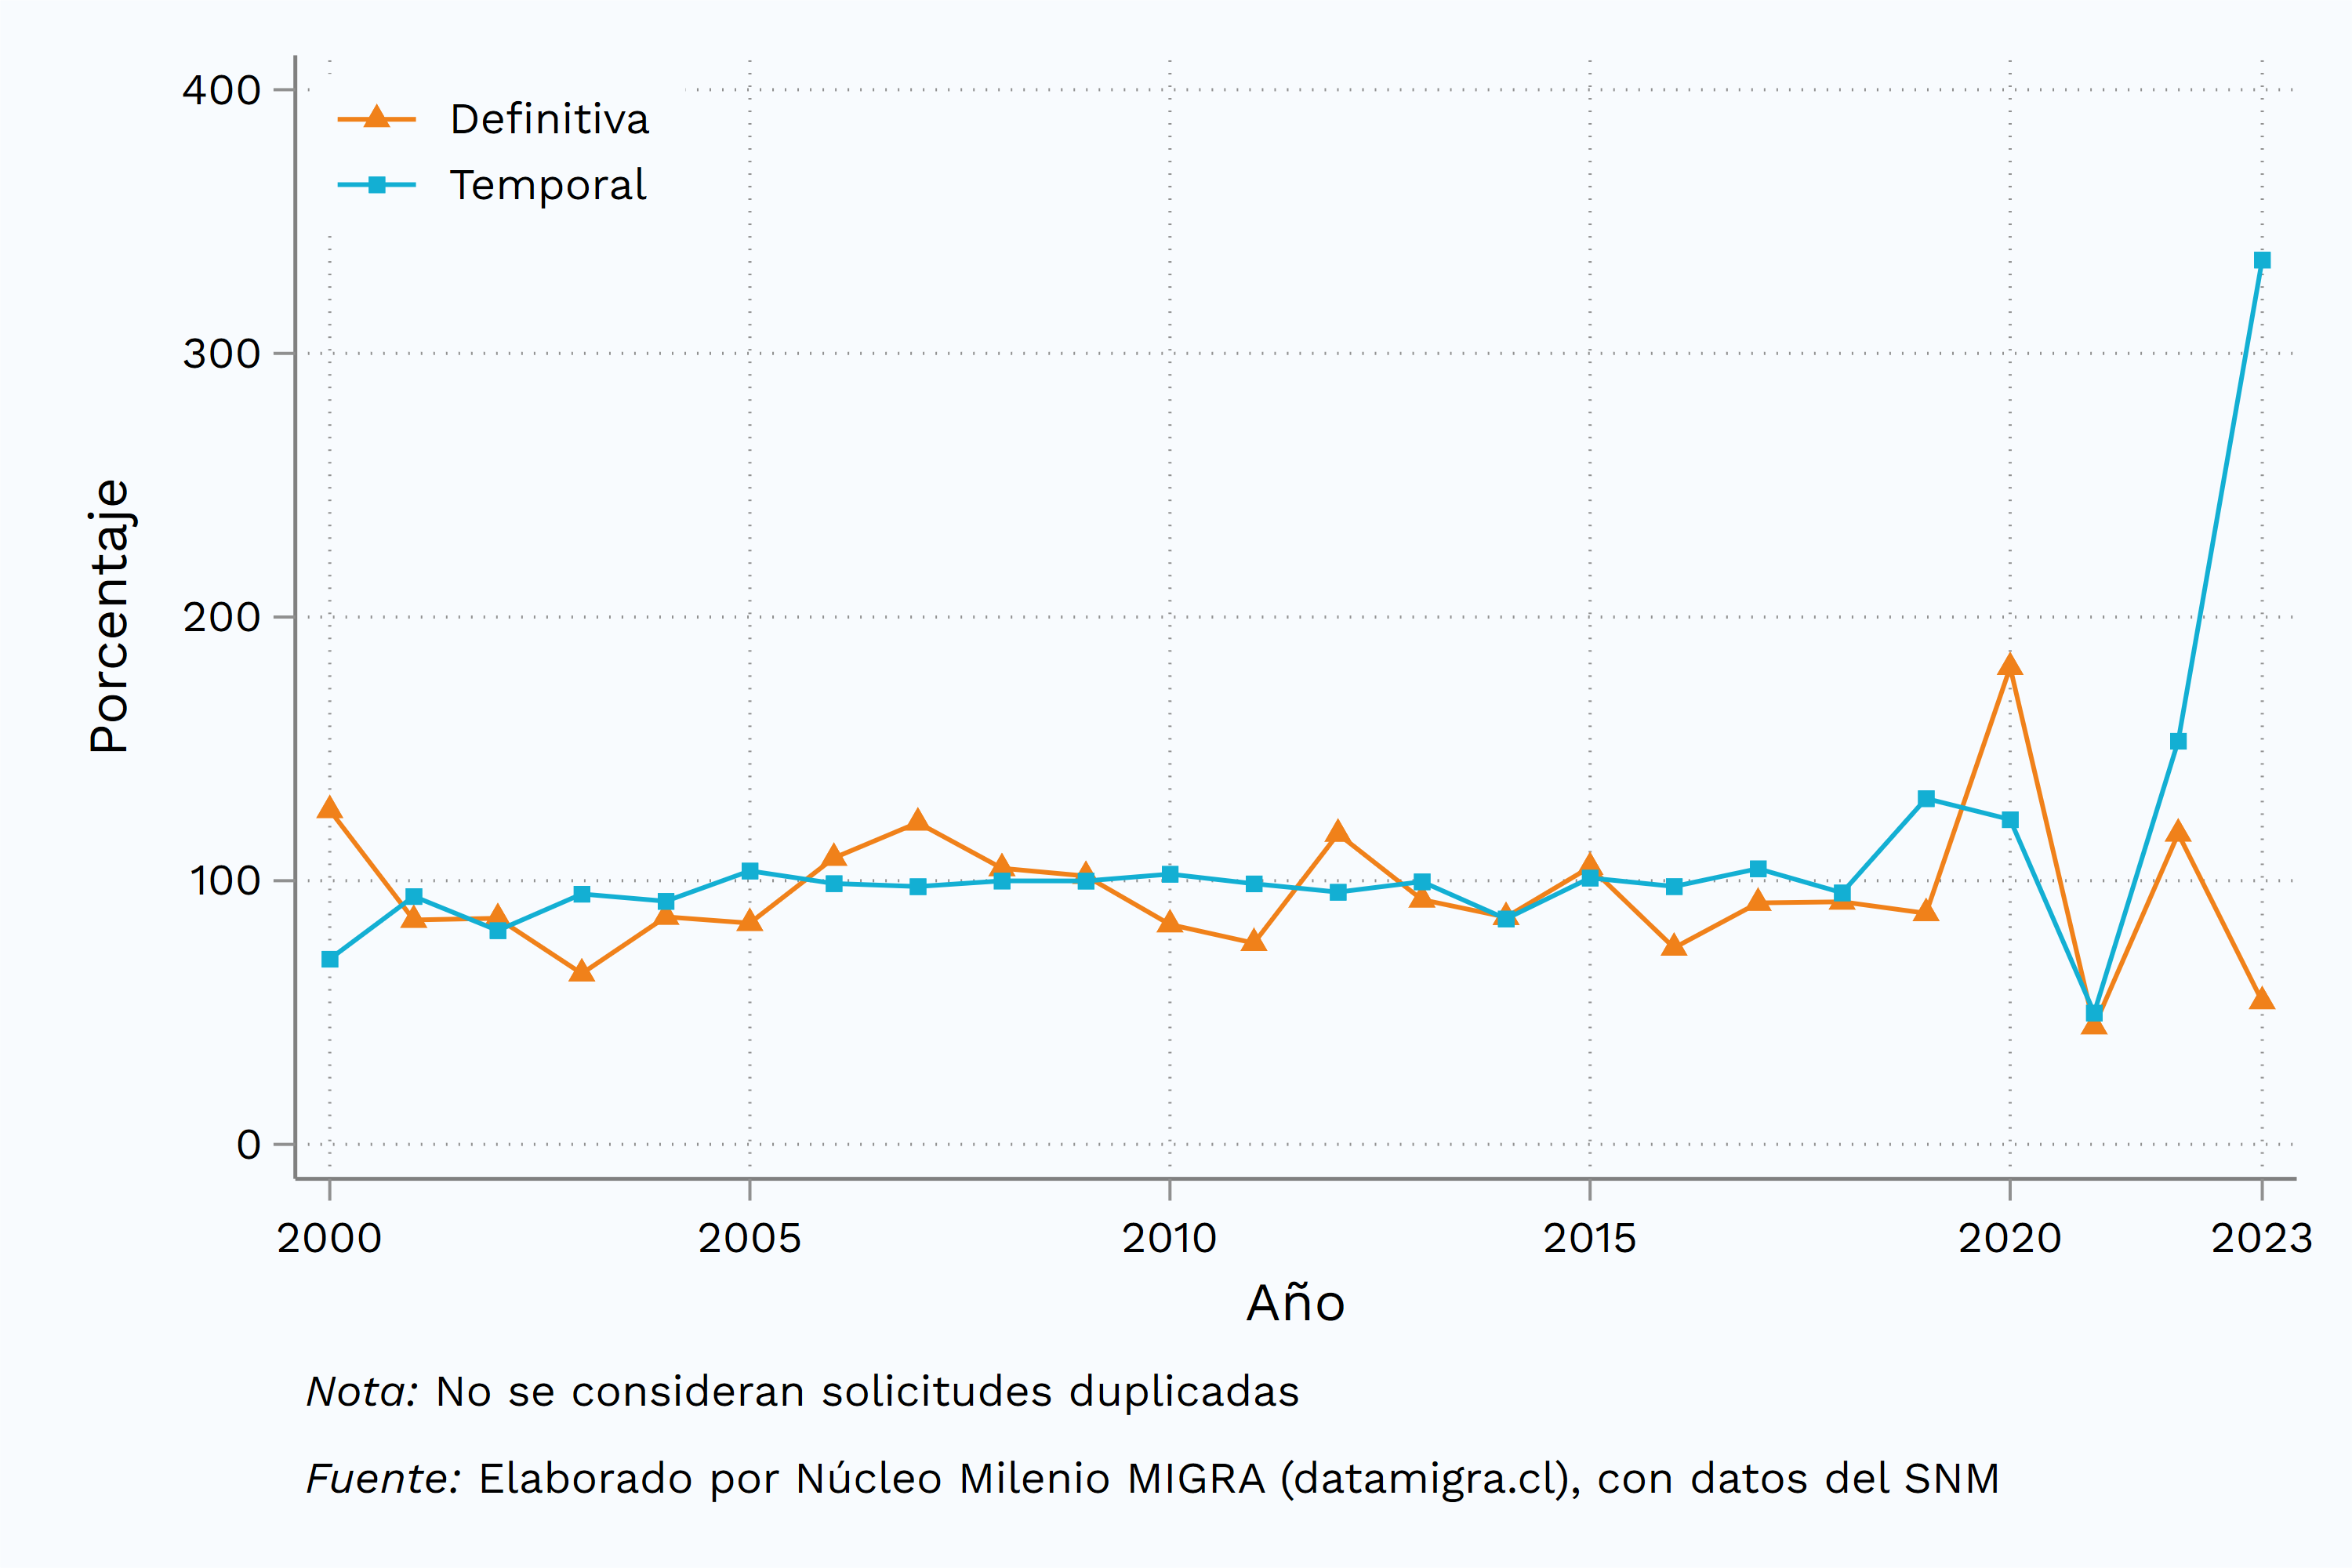 400
300
200
100
0
Porcentaje
Definitiva
Temporal
2000 2005 2010 2015 2020 2023
Año
Nota: No se consideran solicitudes duplicadas
Fuente: Elaborado por Núcleo Milenio MIGRA (datamigra.cl), con datos del SNM